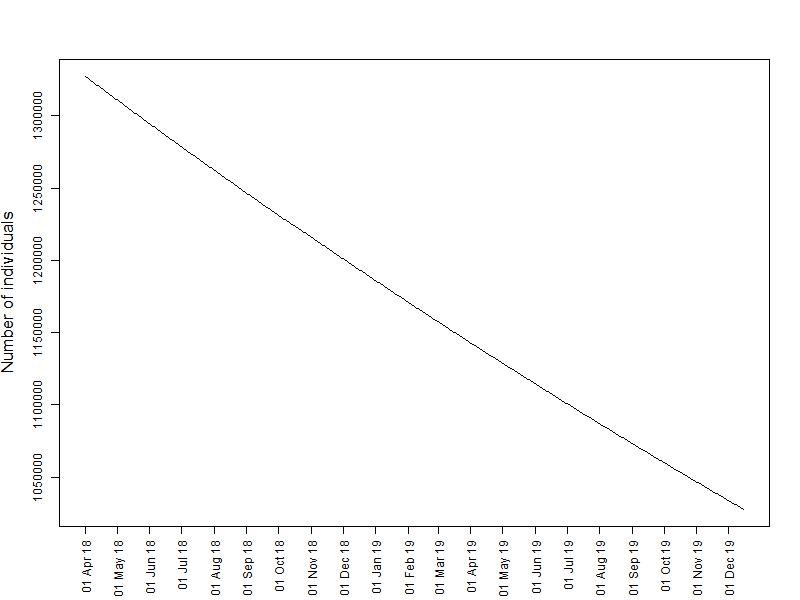 Number of individuals
1300000
1250000
1200000
1150000
1100000
1050000
01 Apr 18
01 May 18
01 Jun 18
01 Jul 18
01 Aug 18
01 Sep 18
01 Oct 18
01 Nov 18
01 Dec 18
01 Jan 19
01 Feb 19
01 Mar 19
01 Apr 19
01 May 19
01 Jun 19
01 Jul 19
01 Aug 19
01 Sep 19
01 Oct 19
01 Nov 19
01 Dec 19